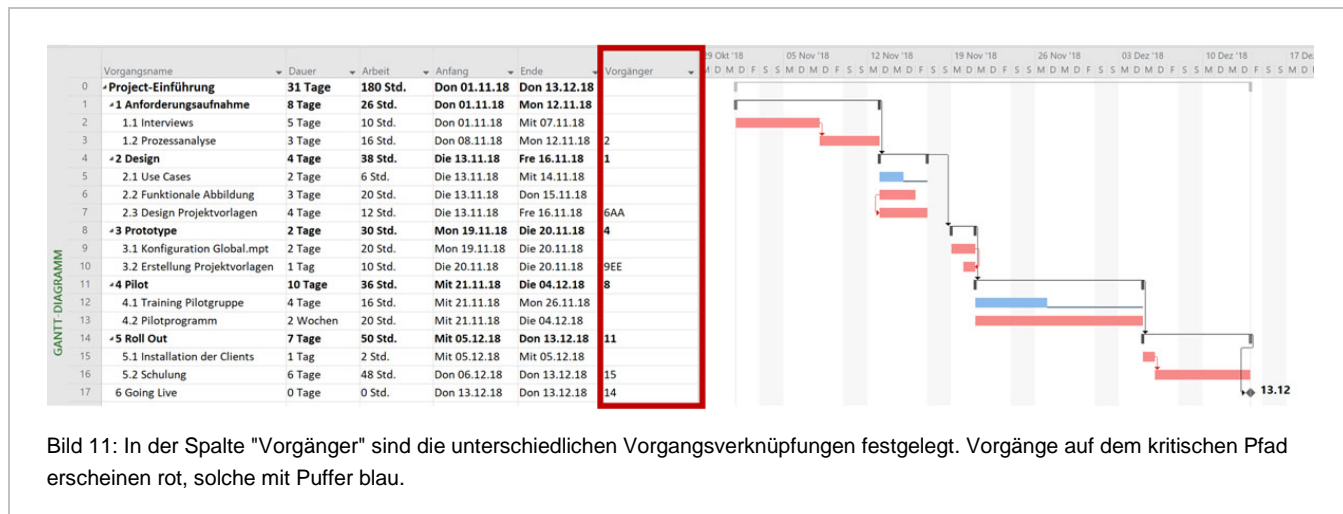 29 Okt '18 05 Nov '18 12 Nov '18 19 Nov '18 26 Nov '18 03 Dez '18 10 Dez '18 17 De
Vorgangsname Dauer Arbeit Anfang Ende Vorgänger M D M D F S S M D M D F S S M D M D F S S M D M D F S S M D M D F S S M D M D F S S M D M D F S S M D M
0 Project-Einführung 31 Tage 180 Std. Don 01.11.18 Don 13.12.18
1 1 Anforderungsaufnahme 8 Tage 26 Std. Don 01.11.18 Mon 12.11.18
2 1.1 Interviews 5 Tage 10 Std. Don 01.11.18 Mit 07.11.18
3 1.2 Prozessanalyse 3 Tage 16 Std. Don 08.11.18 Mon 12.11.18 2
4 2 Design 4 Tage 38 Std. Die 13.11.18 Fre 16.11.18 1
5 2.1 Use Cases 2 Tage 6 Std. Die 13.11.18 Mit 14.11.18
6 2.2 Funktionale Abbildung 3 Tage 20 Std. Die 13.11.18 Don 15.11.18
7 2.3 Design Projektvorlagen 4 Tage 12 Std. Die 13.11.18 Fre 16.11.18 6AA
8 3 Prototype 2 Tage 30 Std. Mon 19.11.18 Die 20.11.18 4
9 3.1 Konfiguration Global.mpt 2 Tage 20 Std. Mon 19.11.18 Die 20.11.18
10 3.2 Erstellung Projektvorlagen 1 Tag 10 Std. Die 20.11.18 Die 20.11.18 9EE
11 4 Pilot 10 Tage 36 Std. Mit 21.11.18 Die 04.12.18 8
12 4.1 Training Pilotgruppe 4 Tage 16 Std. Mit 21.11.18 Mon 26.11.18
13 4.2 Pilotprogramm 2 Wochen 20 Std. Mit 21.11.18 Die 04.12.18
14 5 Roll Out 7 Tage 50 Std. Mit 05.12.18 Don 13.12.18 11
15 5.1 Installation der Clients 1 Tag 2 Std. Mit 05.12.18 Mit 05.12.18
16 5.2 Schulung 6 Tage 48 Std. Don 06.12.18 Don 13.12.18 15
17 6 Going Live 0 Tage 0 Std. Don 13.12.18 Don 13.12.18 14
13.12
GANTT-DIAGRAMM
Bild 11: In der Spalte "Vorgänger" sind die unterschiedlichen Vorgangsverknüpfungen festgelegt. Vorgänge auf dem kritischen Pfad
erscheinen rot, solche mit Puffer blau.